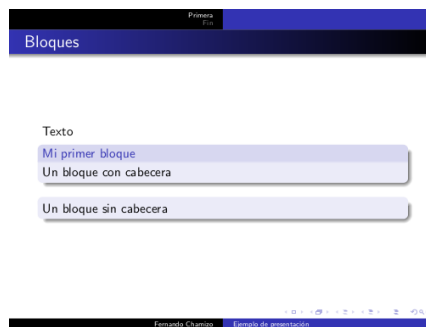 Primera
Fin
Bloques
Texto
Mi primer bloque
Un bloque con cabecera
Un bloque sin cabecera
Fernando Chamizo Ejemplo de presentación